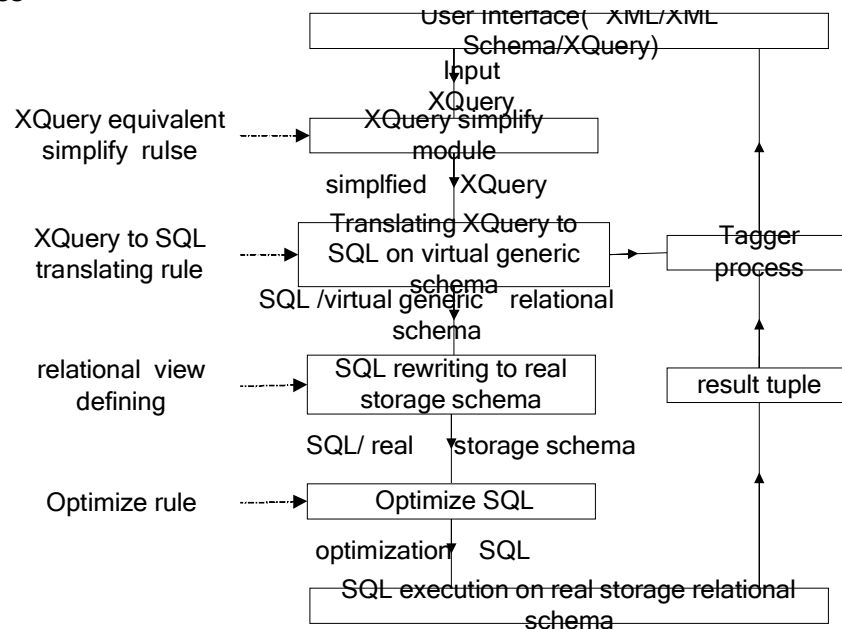 User Interface( XML/XML
Schema/XQuery)
Input
XQuery
XQuery equivalent
simplify rulse
XQuery simplify
module
simplfied XQuery
XQuery to SQL
translating rule
Translating XQuery to
SQL on virtual generic
schema
Tagger
process
SQL /virtual generic relational
schema
relational view
defining
SQL rewriting to real
storage schema
result tuple
SQL/ real storage schema
Optimize rule
Optimize SQL
optimization SQL
SQL execution on real storage relational
schema